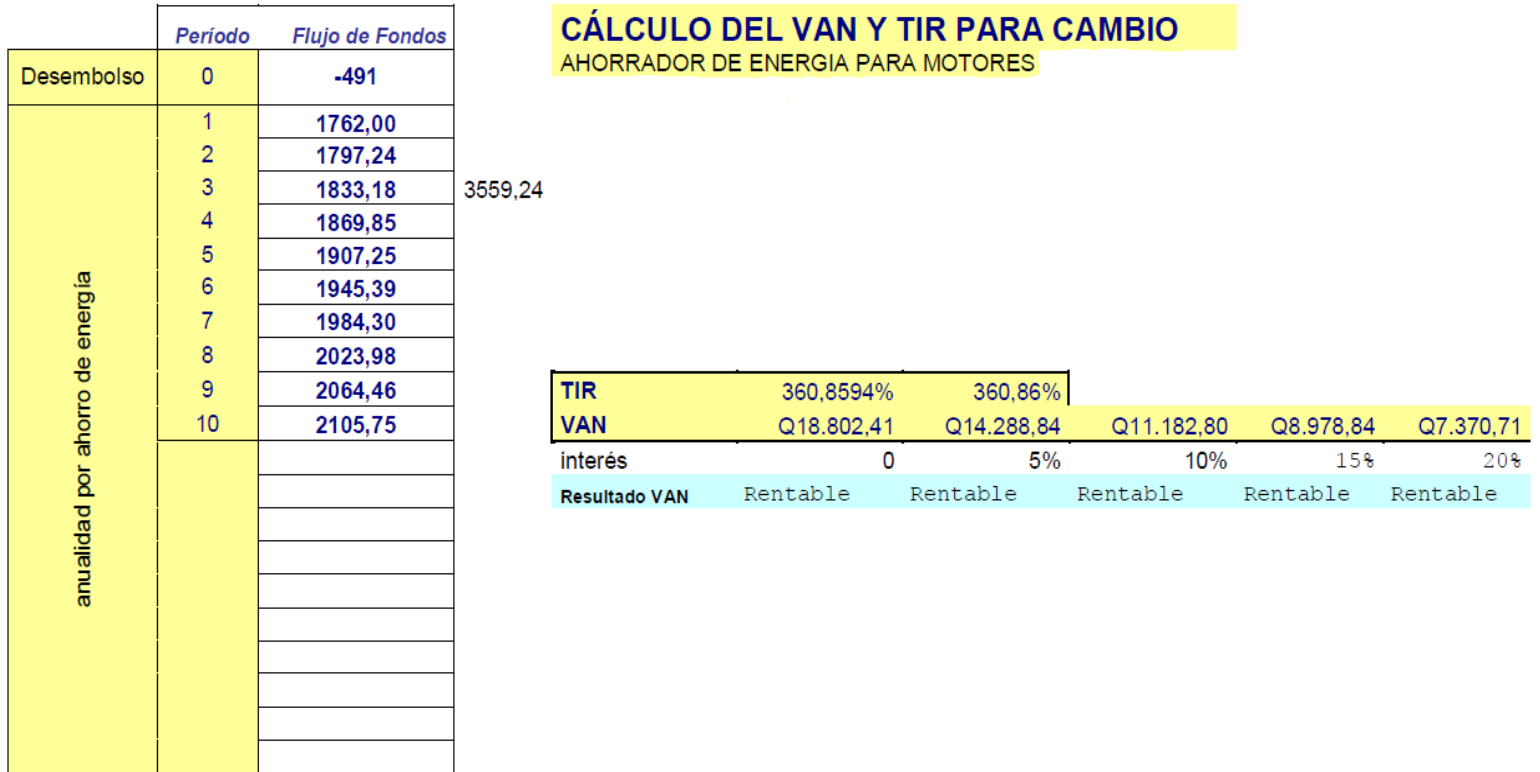 Período Flujo de Fondos
Desembolso 0 -491
anualidad por ahorro de energía
1 1762,00
2 1797,24
3 1833,18 3559,24
4 1869,85
5 1907,25
6 1945,39
7 1984,30
8 2023,98
9 2064,46
10 2105,75
CÁLCULO DEL VAN Y TIR PARA CAMBIO
AHORRADOR DE ENERGIA PARA MOTORES
TIR 360,8594% 360,86%
VAN Q18.802,41 Q14.288,84 Q11.182,80 Q8.978,84 Q7.370,71
interés 0 5% 10% 15% 20%
Resultado VAN Rentable Rentable Rentable Rentable Rentable